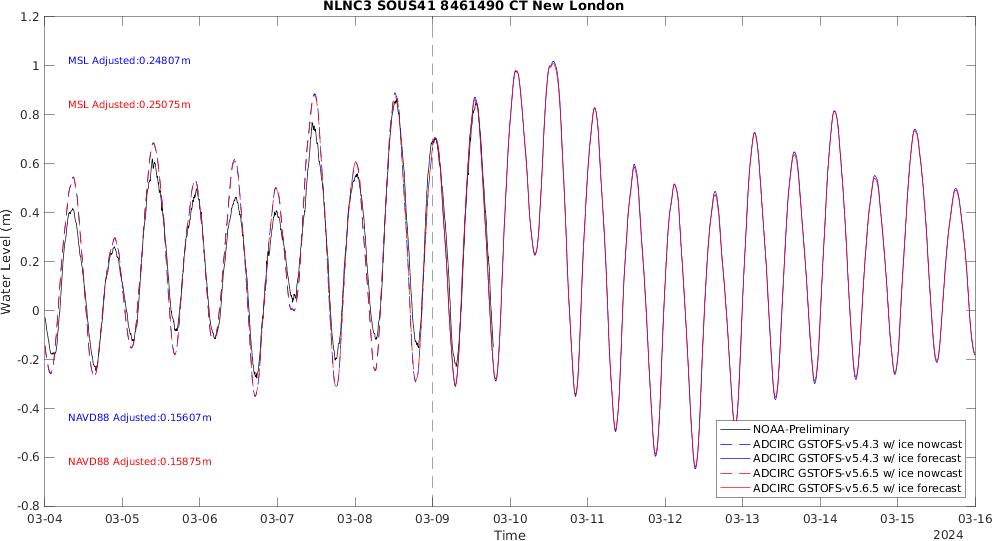 NLNC3 SOUS41 8461490 CT New London
1.2
1
0.8
0.6
0.4
0.2
0
-0.2
-0.4
-0.6
-0.8
Water Level (m)
MSL Adjusted:0.24807m
MSL Adjusted:0.25075m
NAVD88 Adjusted:0.15607m
NAVD88 Adjusted:0.15875m
NOAA-Preliminary
ADCIRC GSTOFS-v5.4.3 w/ ice nowcast
ADCIRC GSTOFS-v5.4.3 w/ ice forecast
ADCIRC GSTOFS-v5.6.5 w/ ice nowcast
ADCIRC GSTOFS-v5.6.5 w/ ice forecast
03-04 03-05 03-06 03-07 03-08 03-09 03-10 03-11 03-12 03-13 03-14 03-15 03-16
Time
2024